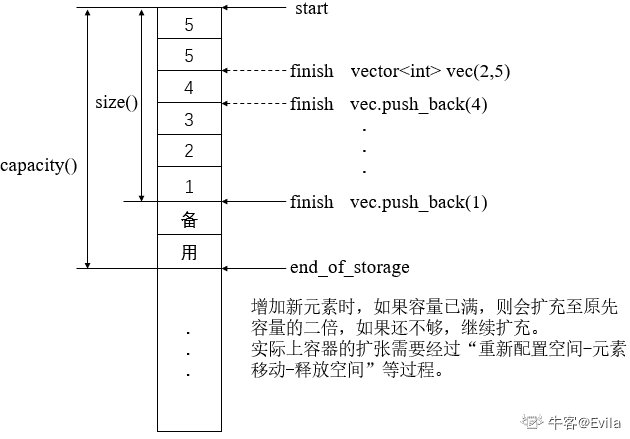 start
5
5
finish vector<int> vec(2,5)
4
size()
finish vec.push_back(4)
3
.
2
.
capacity()
.
1
finish vec.push_back(1)
备
用
end_of_storage
增加新元素时，如果容量已满，则会扩充至原先
容量的二倍，如果还不够，继续扩充。
.
实际上容器的扩张需要经过“重新配置空间-元素
.
移动-释放空间”等过程。
.
牛客@Evila